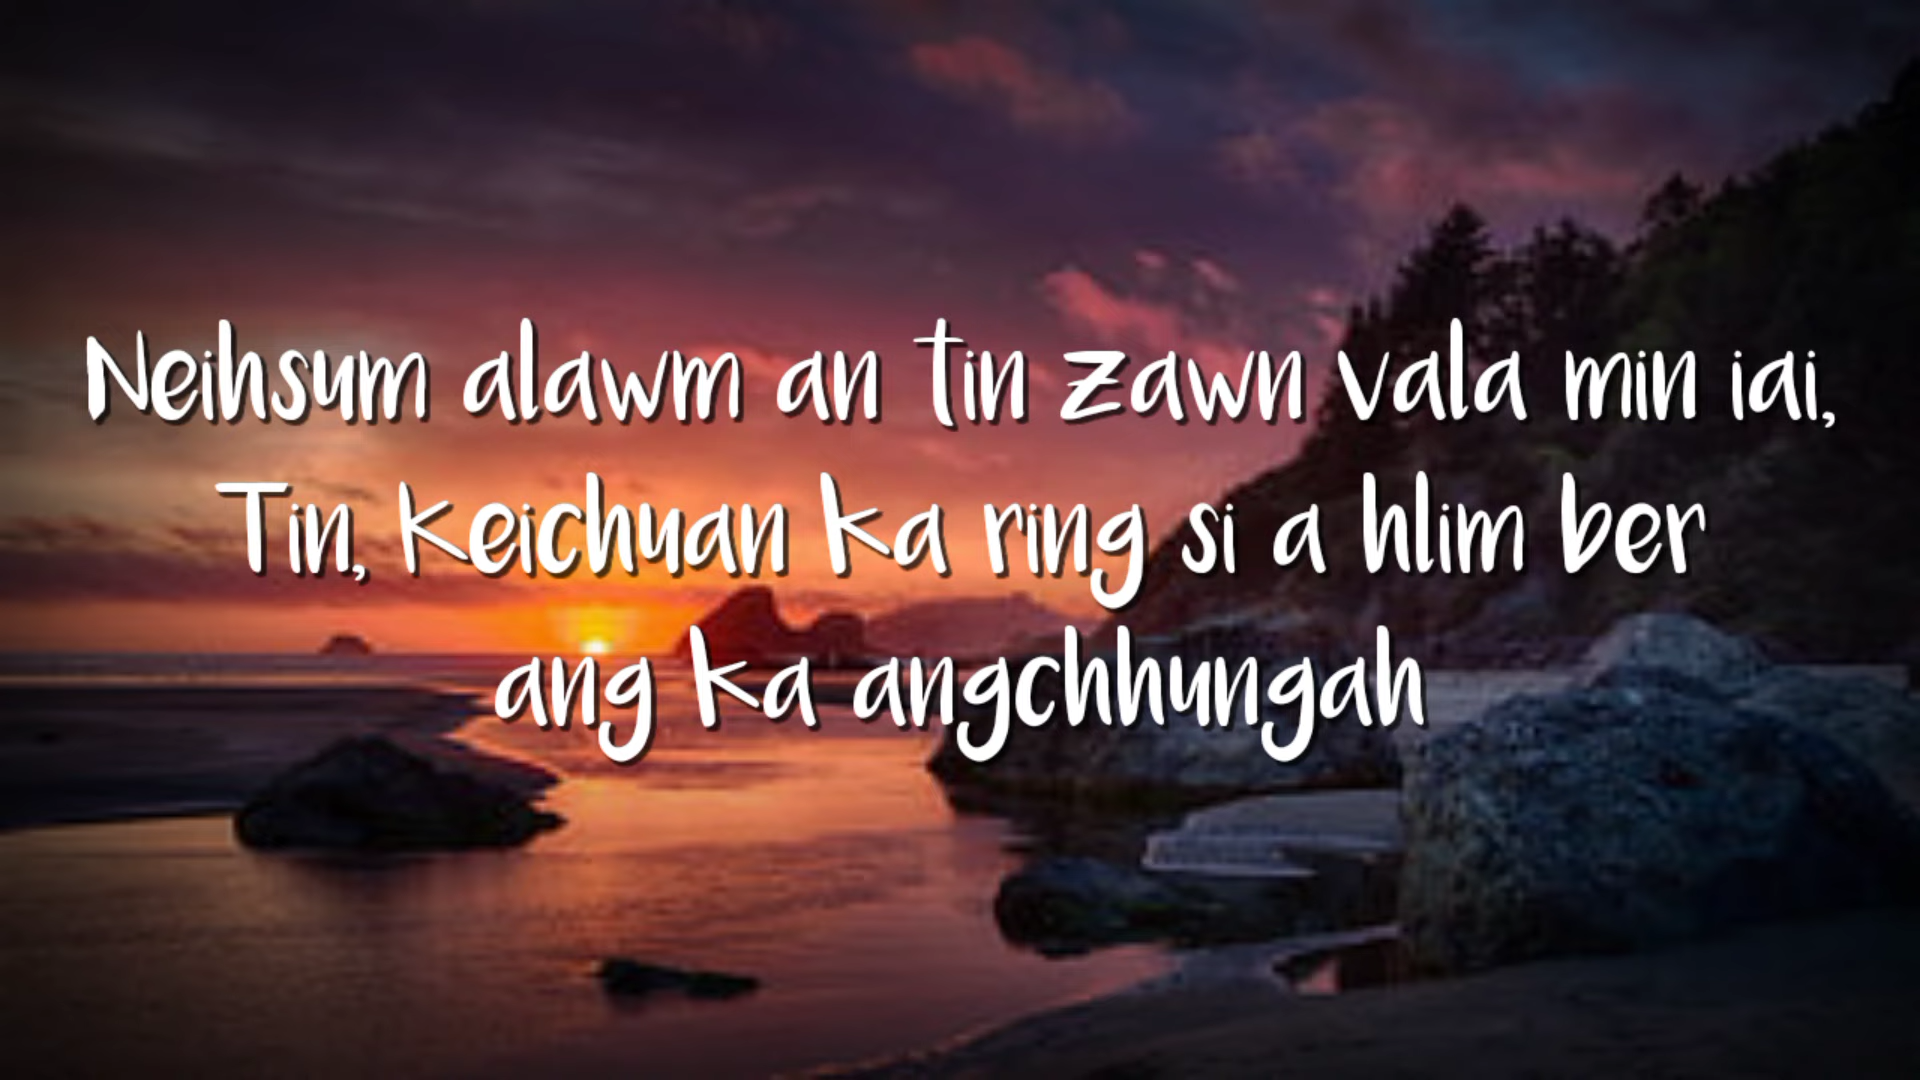 Neihsum alawm an tin zawn vala min iai,
Tin, keichuan ka ring si a hlim ber
ang ka angchhungah